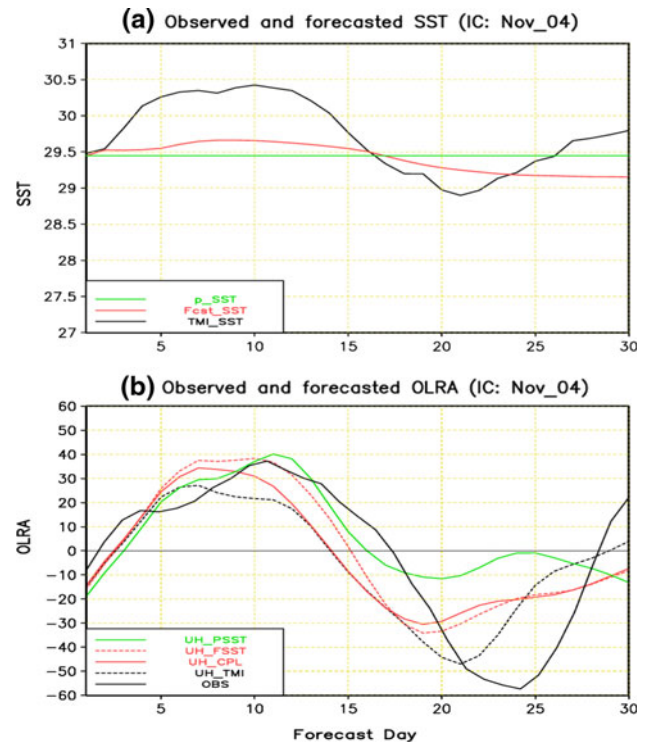 (a) Observed and forecasted SST (IC: Nov_04)
31
30.5
30
29.5
29
28.5
28
27.5
27
SST
p_SST
Fcst_SST
TMI_SST
5
10
15
20
25
30
(b) Observed and forecasted OLRA (IC: Nov_04)
60
50
40
30
20
10
0
-10
-20
-30
-40
-50
-60
OLRA
UH_PSST
UH_FSST
UH_CPL
UH_TMI
OBS
5
10
15
20
25
30
Forecast Day